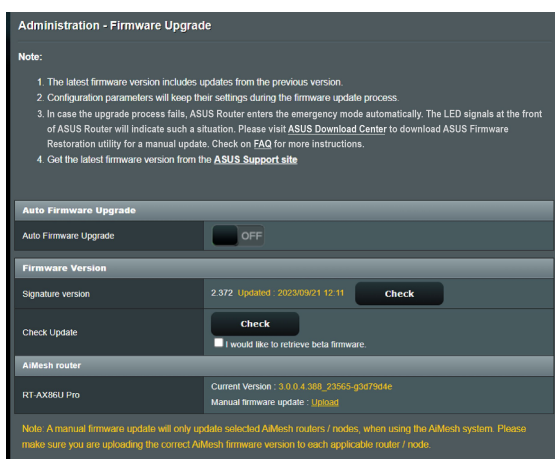 Administration - Firmware Upgrade
Note:
1. The latest firmware version includes updates from the previous version.
2. Configuration parameters will keep their settings during the firmware update process.
3. In case the upgrade process fails, ASUS Router enters the emergency mode automatically. The LED signals at the front
of ASUS Router will indicate such a situation. Please visit ASUS Download Center to download ASUS Firmware
Restoration utility for a manual update. Check on FAQ for more instructions.
4. Get the latest firmware version from the ASUS Support site
Auto Firmware Upgrade
Auto Firmware Upgrade OFF
Firmware Version
Signature version 2.372 Updated : 2023/09/21 12:11 Check
Check Update Check
I would like to retrieve beta firmware.
AiMesh router
RT-AX86U Pro Current Version : 3.0.0.4.388_23565-g3d79d4e
Manual firmware update : Upload
Note: A manual firmware update will only update selected AiMesh routers / nodes, when using the AiMesh system. Please
make sure you are uploading the correct AiMesh firmware version to each applicable router / node.